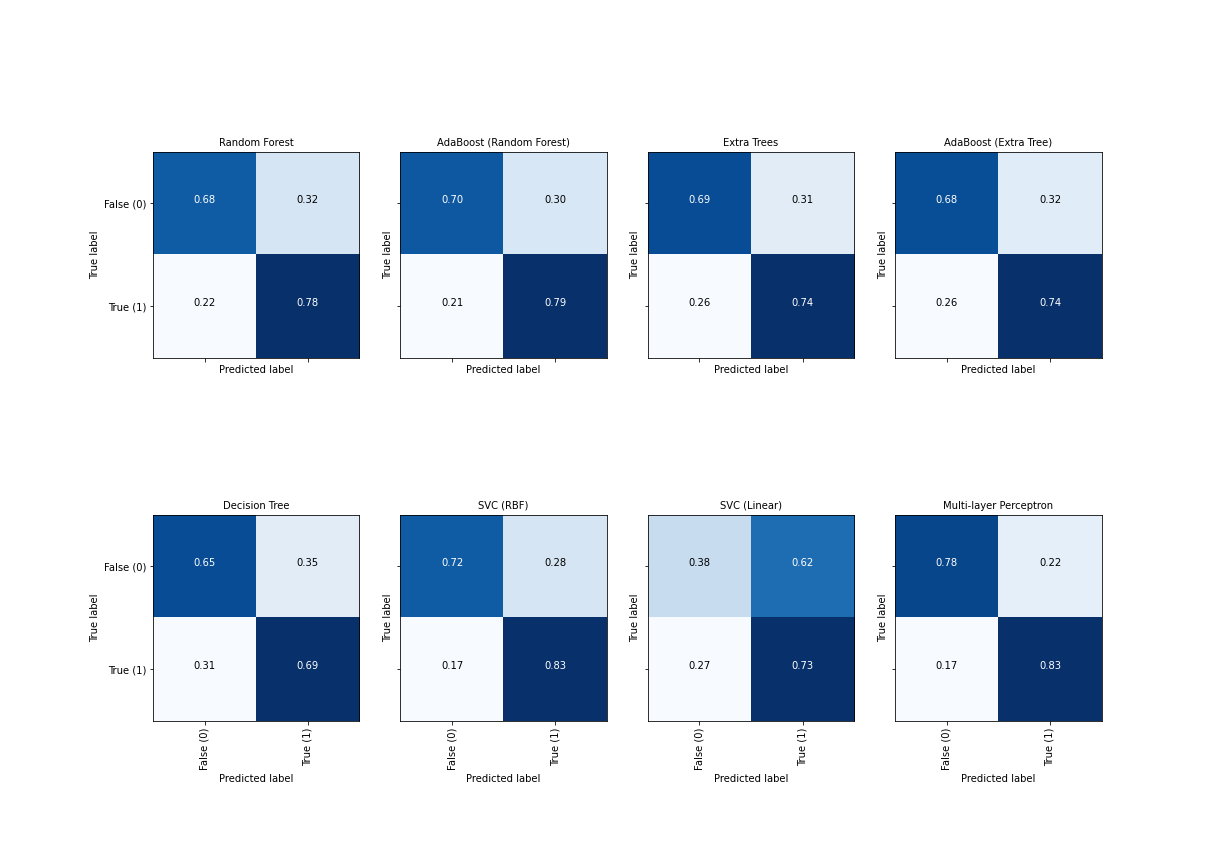 Random Forest
AdaBoost (Random Forest)
Extra Trees
AdaBoost (Extra Tree)
True label
False (0)
True (1)
0.68
0.32
0.22
0.78
Predicted label
True label
0.70
0.30
0.21
0.79
Predicted label
True label
0.69
0.31
0.26
0.74
Predicted label
True label
0.68
0.32
0.26
0.74
Predicted label
Decision Tree
SVC (RBF)
SVC (Linear)
Multi-layer Perceptron
True label
False (0)
True (1)
0.65
0.35
0.31
0.69
False (0)
True (1)
Predicted label
True label
0.72
0.28
0.17
0.83
False (0)
True (1)
Predicted label
True label
0.38
0.62
0.27
0.73
False (0)
True (1)
Predicted label
True label
0.78
0.22
0.17
0.83
False (0)
True (1)
Predicted label